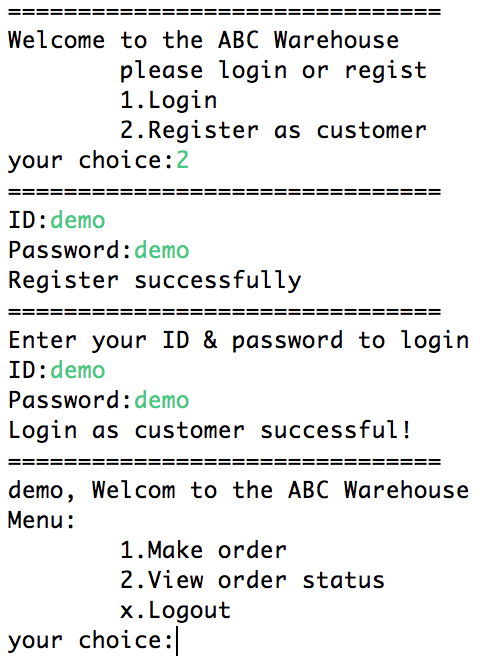 ===============================
Welcome to the ABC Warehouse
please login or regist
1.Login
2.Register as customer
your choice:2
===============================
ID:demo
Password:demo
Register successfully
===============================
Enter your ID & password to login
ID:demo
Password:demo
Login as customer successful!
===============================
demo, Welcom to the ABC Warehouse
Menu:
1.Make order
2.View order status
x.Logout
your choice: